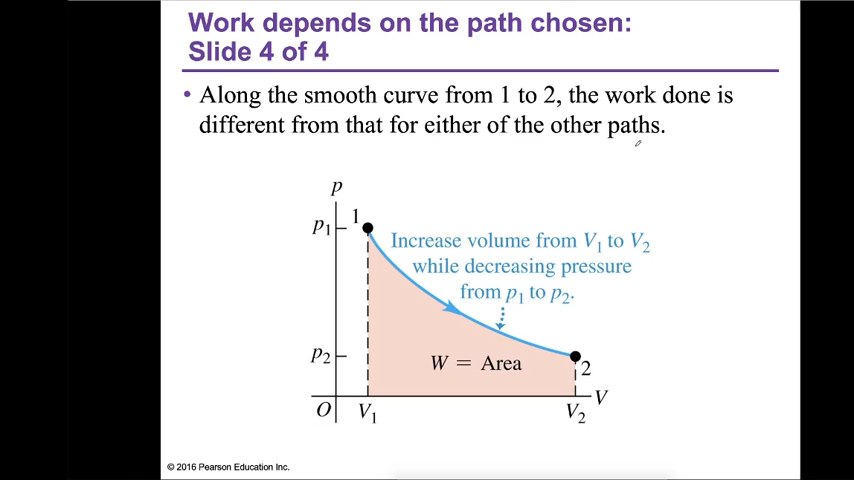 Work depends on the path chosen:
Slide 4 of 4
• Along the smooth curve from 1 to 2, the work done is
different from that for either of the other paths.
p
p₁
1
Increase volume from V₁ to V₂
while decreasing pressure
from p₁ to p₂.
p₂
W = Area
2
O
V₁
V₂
V
© 2016 Pearson Education Inc.